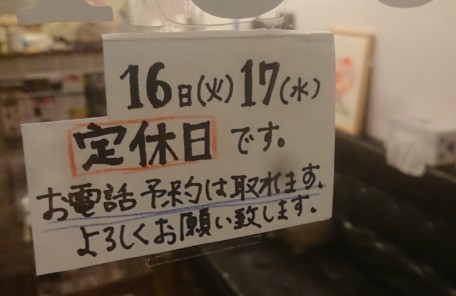 16日(火)17(水)
定休日です。
お電話予約は取れます、
よろしくお願い致します。